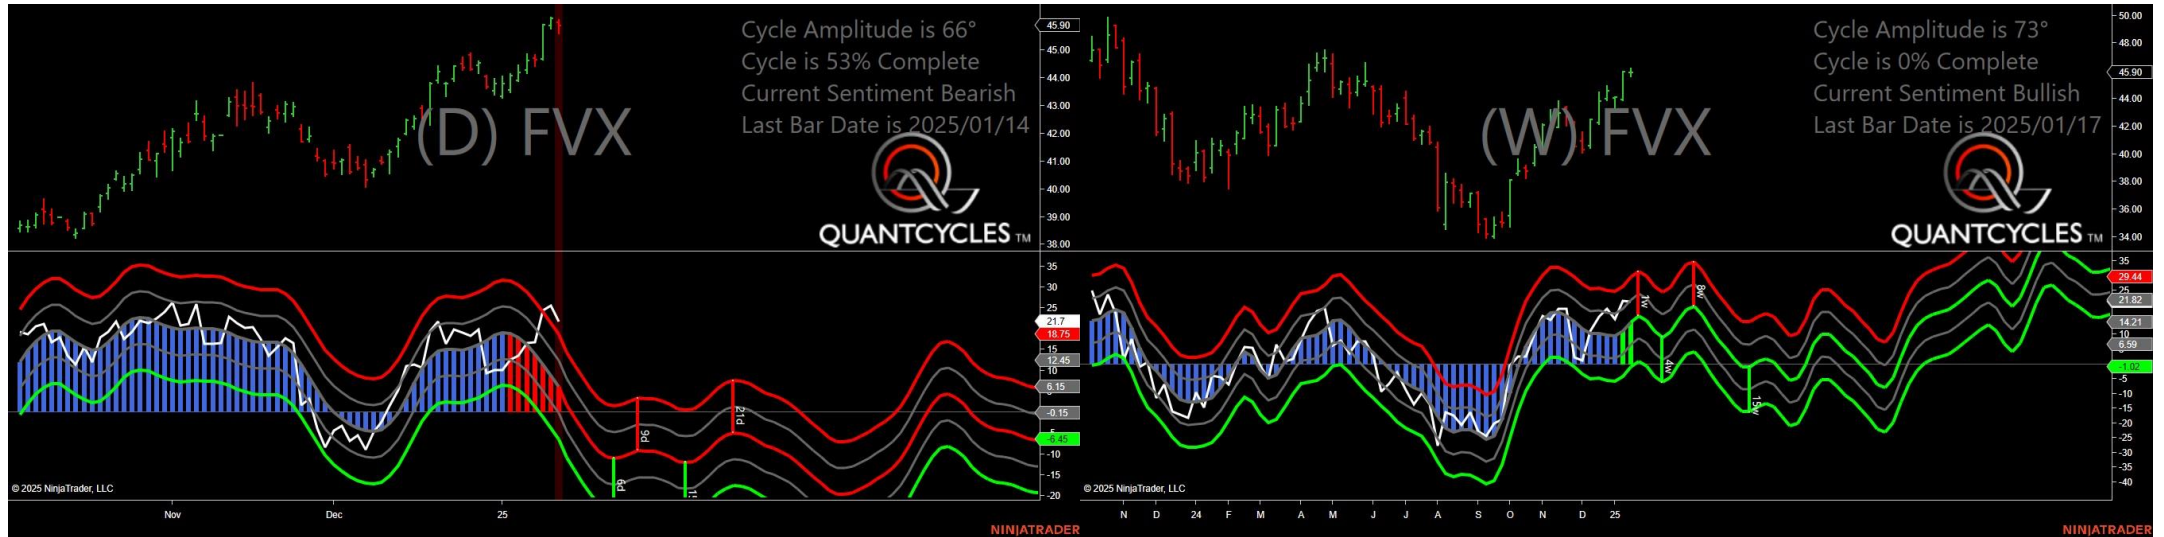 Cycle Amplitude is 66°
Cycle is 53% Complete
Current Sentiment Bearish
Last Bar Date is 2025/01/14
(D) FVX
QUANTCYCLES TM
45.90
45.00
44.00
43.00
42.00
41.00
40.00
39.00
38.00
35
30
25
21.7
18.75
15
12.45
10
6.15
-0.15
-6.45
-10
-15
-20
6d
9d
21d
© 2025 NinjaTrader, LLC
Nov Dec 25
NINJATRADER
Cycle Amplitude is 73°
Cycle is 0% Complete
Current Sentiment Bullish
Last Bar Date is 2025/01/17
(W) FVX
QUANTCYCLES TM
50.00
48.00
45.90
44.00
42.00
40.00
38.00
36.00
34.00
35
29.44
25
21.82
14.21
10
6.59
-1.02
-5
-10
-15
-20
-25
-30
-35
-40
1w
4w
8w
15w
© 2025 NinjaTrader, LLC
N D 24 F M A M J J A S O N D 25
NINJATRADER